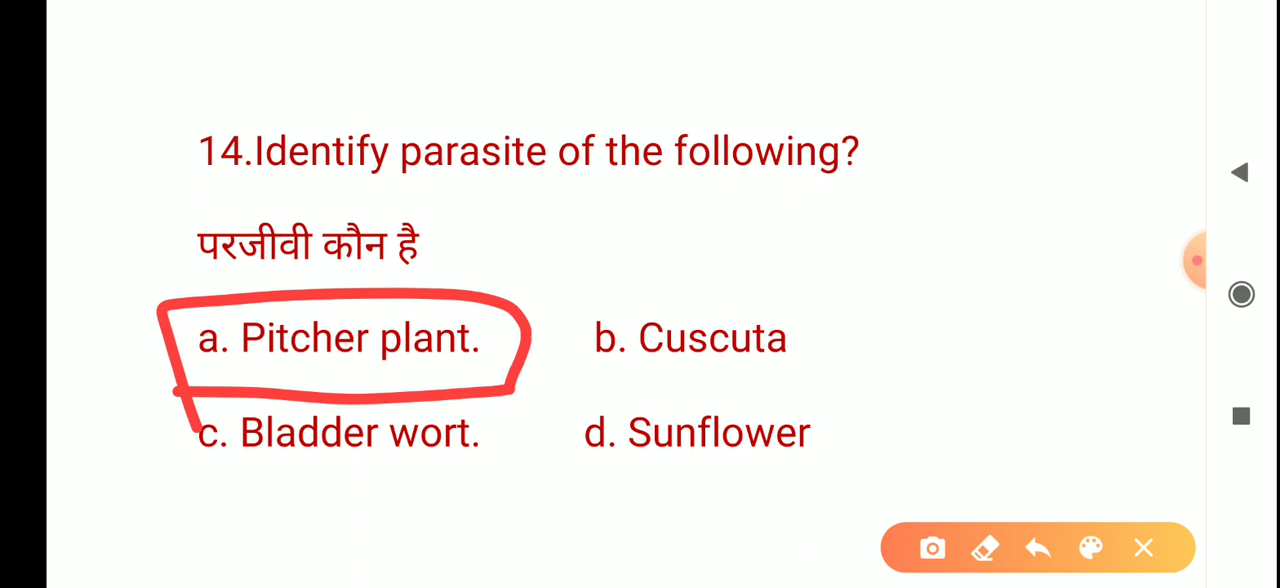 14.Identify parasite of the following?
परजीवी कौन है
a. Pitcher plant. b. Cuscuta
c. Bladder wort. d. Sunflower